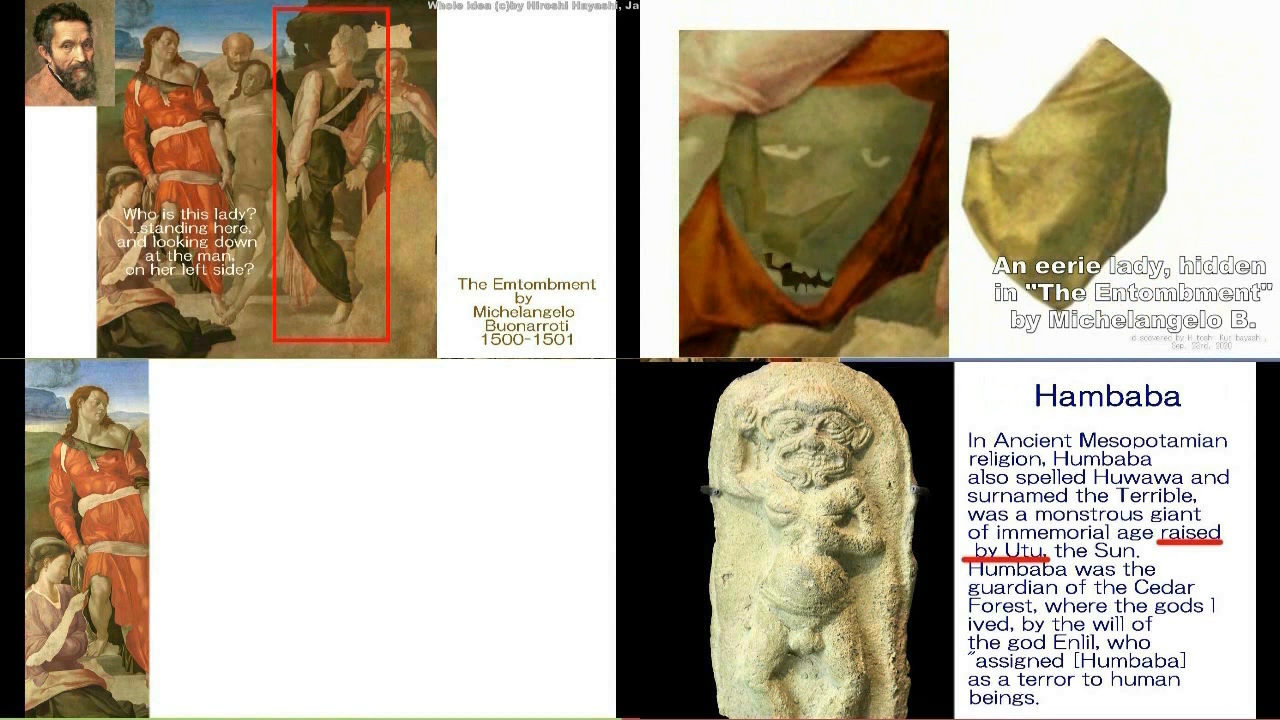 Whole idea (c)by Hiroshi Hayashi, Ja
Who is this lady?
...standing here,
and looking down
at the man.
on her left side?
The Emtombment
by
Michelangelo
Buonarroti
1500-1501
An eerie lady, hidden
in "The Entombment"
by Michelangelo B.
Sep. 23rd, 2020
Hambaba
In Ancient Mesopotamian
religion, Humbaba
also spelled Huwawa and
surnamed the Terrible,
was a monstrous giant
of immemorial age raised
by Utu, the Sun.
Humbaba was the
guardian of the Cedar
Forest, where the gods l
ived, by the will of
the god Enlil, who
"assigned [Humbaba]
as a terror to human
beings.